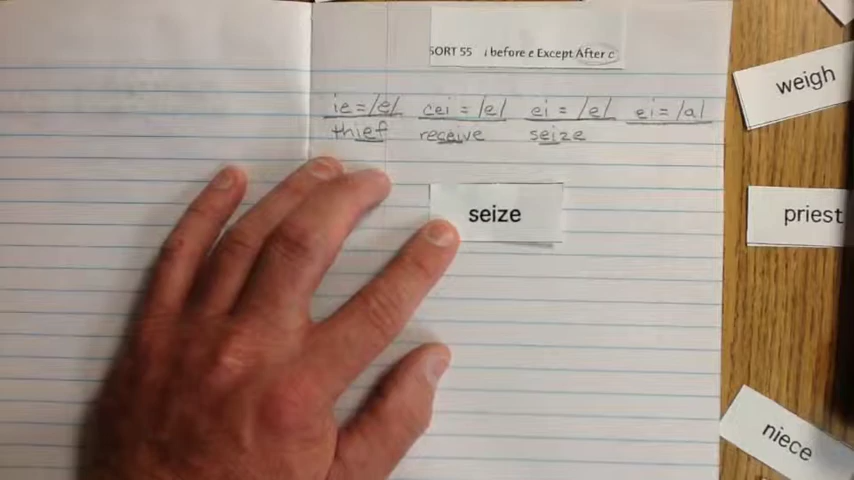 SORT 55 i before e Except After c
ie = /e/ cei = /e/ ei = /e/ ei = /a/
thief receive seize
seize
weigh
priest
niece